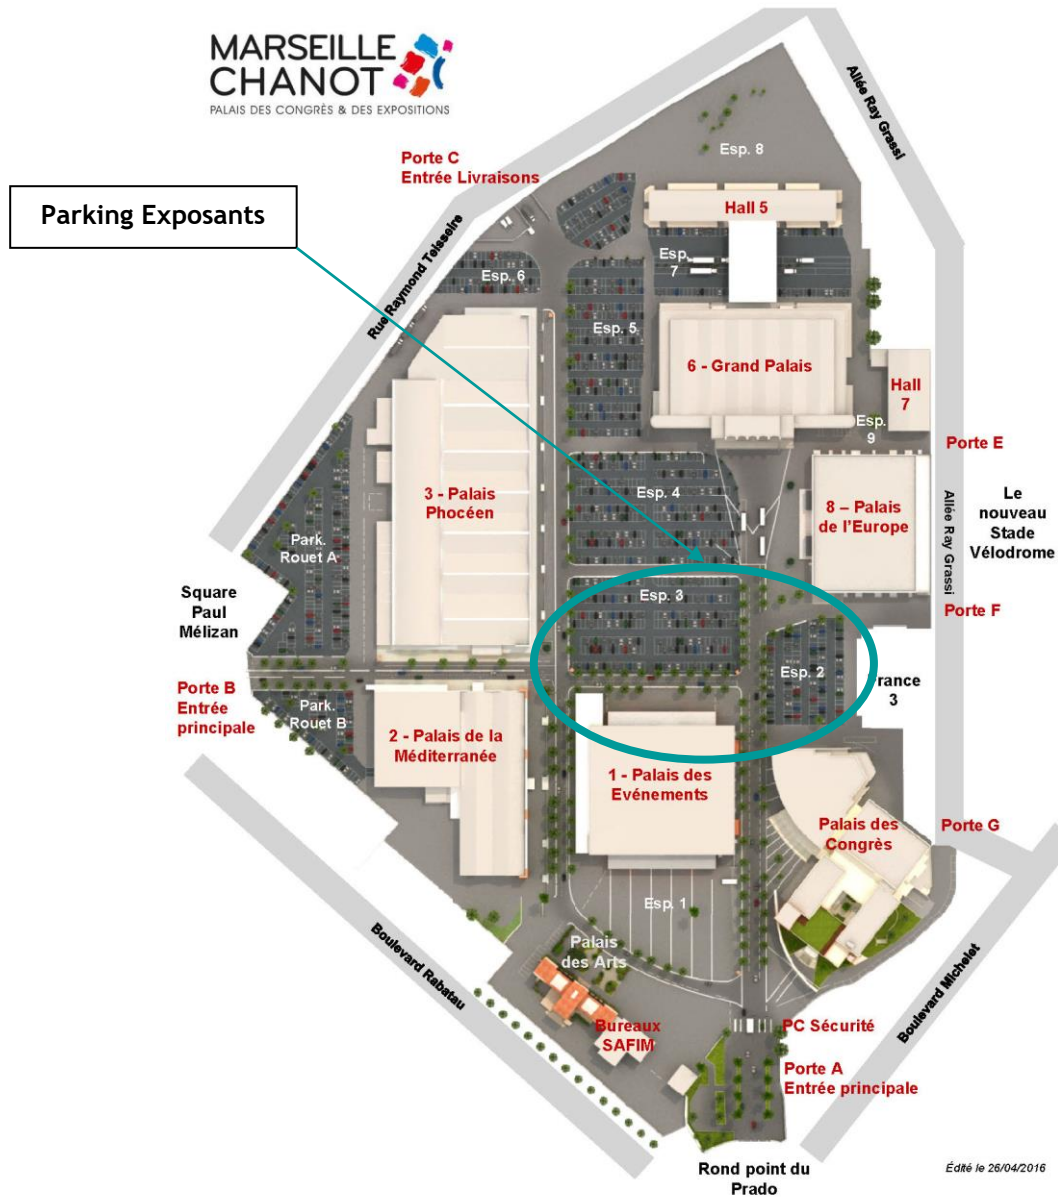 MARSEILLE
CHANOT
PALAIS DES CONGRÈS & DES EXPOSITIONS
Allée Ray Grassi
Esp. 8
Porte C
Entrée Livraisons
Parking Exposants
Hall 5
Rue Raymond Teisseire
Esp. 6
Esp.
7
Esp. 5
6 - Grand Palais
Hall
7
Esp.
9
Porte E
3 - Palais
Phocéen
Esp. 4
8 – Palais
de l'Europe
Allée Ray Grassi
Le
nouveau
Stade
Vélodrome
Park.
Rouet A
Square
Paul
Mélizan
Esp. 3
Porte F
Porte B
Entrée
principale
Park.
Rouet B
Esp. 2
France
3
2 - Palais de la
Méditerranée
1 - Palais des
Evénements
Palais des
Congrès
Porte G
Esp. 1
Palais
des Arts
Boulevard Rabatau
Boulevard Michelet
Bureaux
SAFIM
PC Sécurité
Porte A
Entrée principale
Rond point du
Prado
Édité le 26/04/2016